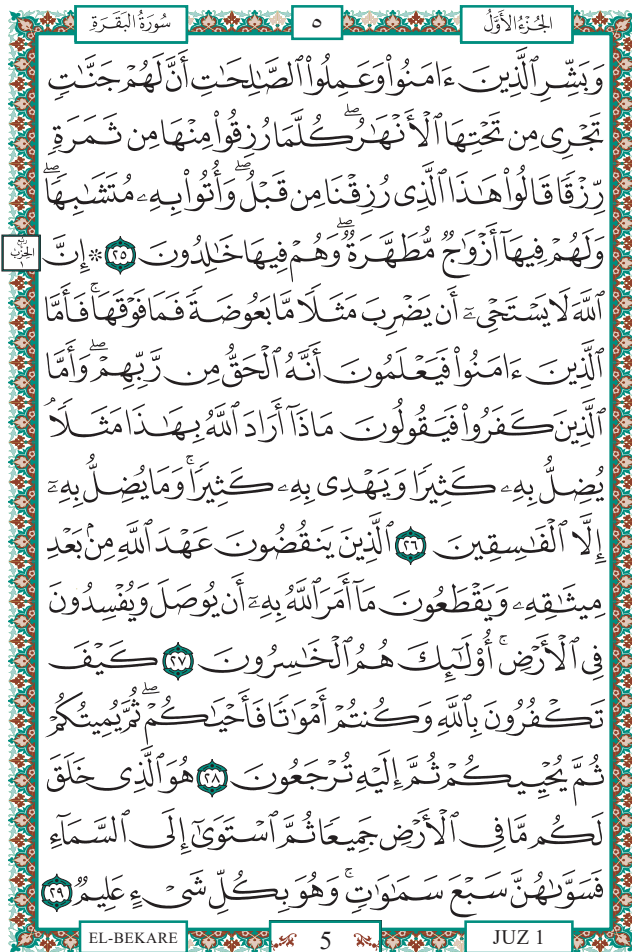 سُورَةُ البَقَرَةِ ٥ الجُزْءُ الأَوَّلُ
وَبَشِّرِ ٱلَّذِينَ ءَامَنُواْ وَعَمِلُواْ ٱلصَّٰلِحَٰتِ أَنَّ لَهُمْ جَنَّٰتٍ
تَجْرِى مِن تَحْتِهَا ٱلْأَنْهَٰرُۖ كُلَّمَا رُزِقُواْ مِنْهَا مِن ثَمَرَةٍ
رِّزْقًا قَالُواْ هَٰذَا ٱلَّذِى رُزِقْنَا مِن قَبْلُۖ وَأُتُواْ بِهِۦ مُتَشَٰبِهًاۖ
وَلَهُمْ فِيهَآ أَزْوَٰجٌ مُّطَهَّرَةٌۖ وَهُمْ فِيهَا خَٰلِدُونَ ٢٥ ۞ إِنَّ
ربع الحزب
ٱللَّهَ لَا يَسْتَحْىِۦٓ أَن يَضْرِبَ مَثَلًا مَّا بَعُوضَةً فَمَا فَوْقَهَاۚ فَأَمَّا
ٱلَّذِينَ ءَامَنُواْ فَيَعْلَمُونَ أَنَّهُ ٱلْحَقُّ مِن رَّبِّهِمْۖ وَأَمَّا
ٱلَّذِينَ كَفَرُواْ فَيَقُولُونَ مَاذَآ أَرَادَ ٱللَّهُ بِهَٰذَا مَثَلًاۘ
يُضِلُّ بِهِۦ كَثِيرًا وَيَهْدِى بِهِۦ كَثِيرًاۚ وَمَا يُضِلُّ بِهِۦٓ
إِلَّا ٱلْفَٰسِقِينَ ٢٦ ٱلَّذِينَ يَنقُضُونَ عَهْدَ ٱللَّهِ مِنۢ بَعْدِ
مِيثَٰقِهِۦ وَيَقْطَعُونَ مَآ أَمَرَ ٱللَّهُ بِهِۦٓ أَن يُوصَلَ وَيُفْسِدُونَ
فِى ٱلْأَرْضِۚ أُوْلَٰٓئِكَ هُمُ ٱلْخَٰسِرُونَ ٢٧ كَيْفَ
تَكْفُرُونَ بِٱللَّهِ وَكُنتُمْ أَمْوَٰتًا فَأَحْيَٰكُمْۖ ثُمَّ يُمِيتُكُمْ
ثُمَّ يُحْيِيكُمْ ثُمَّ إِلَيْهِ تُرْجَعُونَ ٢٨ هُوَ ٱلَّذِى خَلَقَ
لَكُم مَّا فِى ٱلْأَرْضِ جَمِيعًا ثُمَّ ٱسْتَوَىٰٓ إِلَى ٱلسَّمَآءِ
فَسَوَّىٰهُنَّ سَبْعَ سَمَٰوَٰتٍۚ وَهُوَ بِكُلِّ شَىْءٍ عَلِيمٌ ٢٩
EL-BEKARE 5 JUZ 1